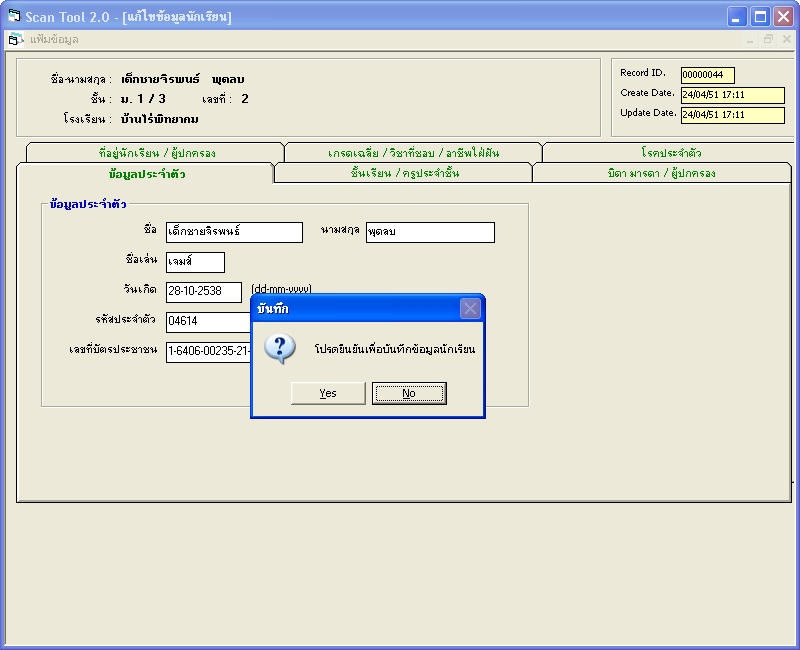 Scan Tool 2.0 - [แก้ไขข้อมูลนักเรียน]
แฟ้มข้อมูล
ชื่อ-นามสกุล : เด็กชายจิรพนธ์ พุดลบ
ชั้น : ม. 1 / 3 เลขที่ : 2
โรงเรียน : บ้านไร่พิทยาคม
Record ID. 00000044
Create Date. 24/04/51 17:11
Update Date. 24/04/51 17:11
ที่อยู่นักเรียน / ผู้ปกครอง เกรดเฉลี่ย / วิชาที่ชอบ / อาชีพใฝ่ฝัน โรคประจำตัว
ข้อมูลประจำตัว ชั้นเรียน / ครูประจำชั้น บิดา มารดา / ผู้ปกครอง
ข้อมูลประจำตัว
ชื่อ เด็กชายจิรพนธ์ นามสกุล พุดลบ
ชื่อเล่น เจมส์
วันเกิด 28-10-2538 (dd-mm-yyyy)
รหัสประจำตัว 04614
เลขที่บัตรประชาชน 1-6406-00235-21-
บันทึก
โปรดยืนยันเพื่อบันทึกข้อมูลนักเรียน
Yes No